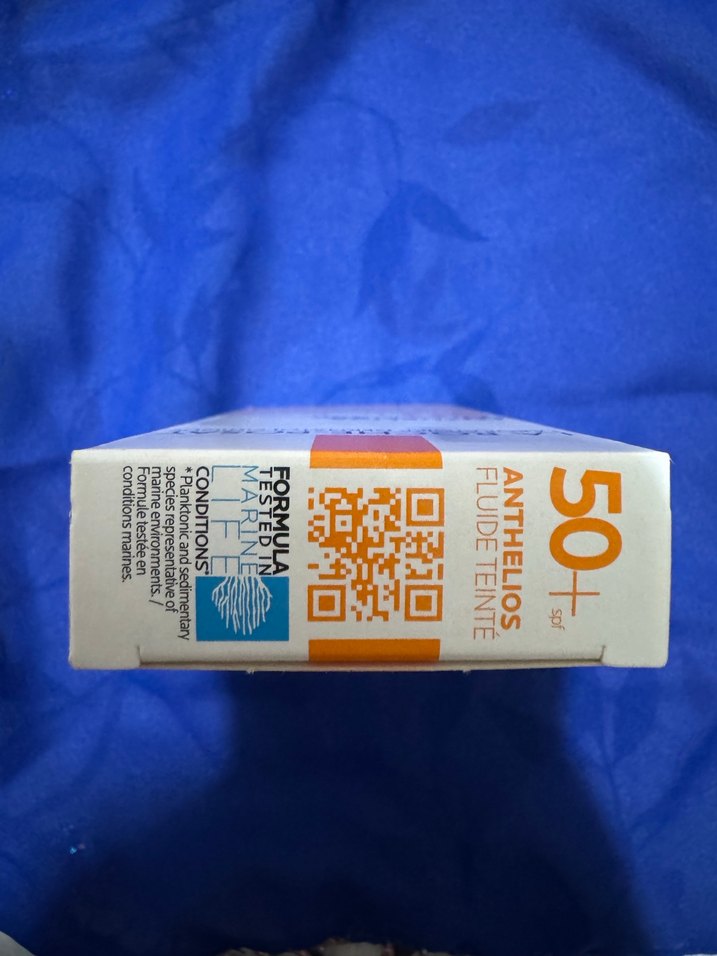 50+
spf
ANTHELIOS
FLUIDE TEINTÉ
FORMULA
TESTED IN
MARINE
LIFE
CONDITIONS*
*Planktonic and sedimentary
species representative of
marine environments. /
Formule testée en
conditions marines.